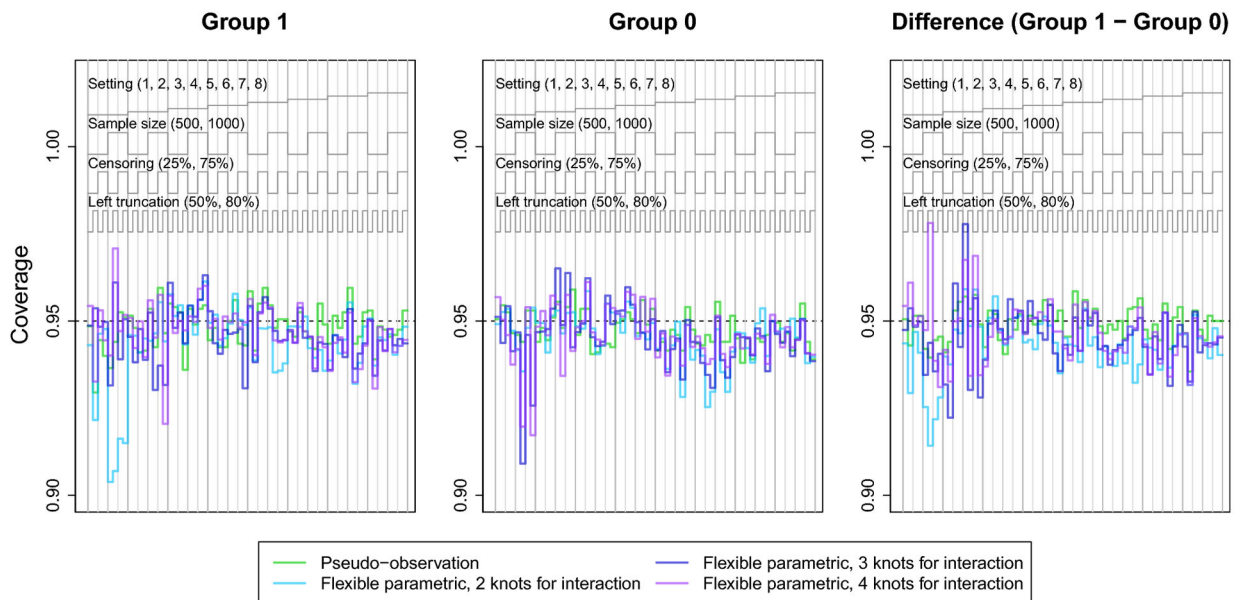 Group 1
Group 0
Difference (Group 1 − Group 0)
Setting (1, 2, 3, 4, 5, 6, 7, 8)
Sample size (500, 1000)
Censoring (25%, 75%)
Left truncation (50%, 80%)
Coverage
1.00
0.95
0.90
Setting (1, 2, 3, 4, 5, 6, 7, 8)
Sample size (500, 1000)
Censoring (25%, 75%)
Left truncation (50%, 80%)
1.00
0.95
0.90
Setting (1, 2, 3, 4, 5, 6, 7, 8)
Sample size (500, 1000)
Censoring (25%, 75%)
Left truncation (50%, 80%)
1.00
0.95
0.90
Pseudo−observation
Flexible parametric, 2 knots for interaction
Flexible parametric, 3 knots for interaction
Flexible parametric, 4 knots for interaction